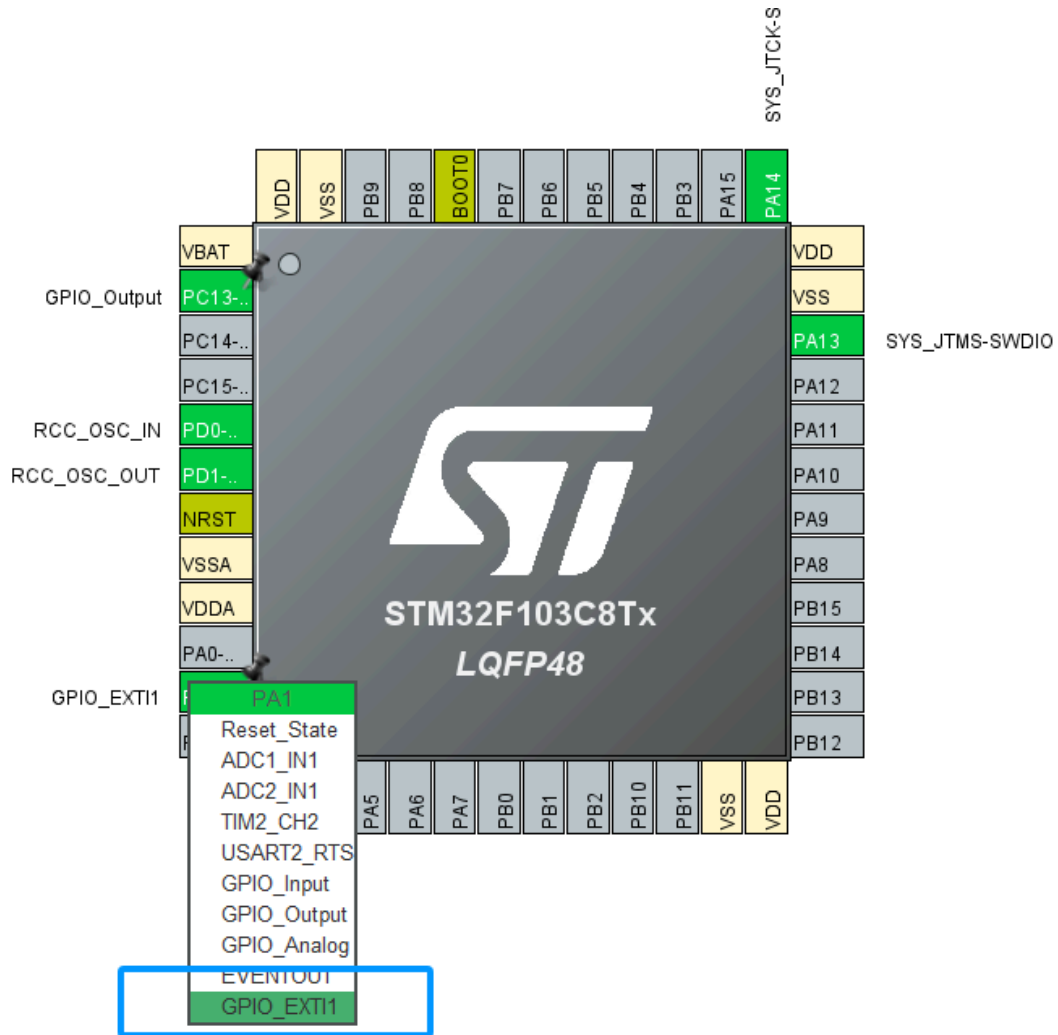 SYS_JTCK-S
VDD
VSS
PB9
PB8
BOOT0
PB7
PB6
PB5
PB4
PB3
PA15
PA14
VBAT
GPIO_Output
PC13-..
PC14-..
PC15-..
RCC_OSC_IN
PD0-..
RCC_OSC_OUT
PD1-..
NRST
VSSA
VDDA
PA0-..
GPIO_EXTI1
VDD
VSS
PA13
SYS_JTMS-SWDIO
PA12
PA11
PA10
PA9
PA8
PB15
PB14
PB13
PB12
STM32F103C8Tx
LQFP48
PA1
Reset_State
ADC1_IN1
ADC2_IN1
TIM2_CH2
USART2_RTS
GPIO_Input
GPIO_Output
GPIO_Analog
EVENTOUT
GPIO_EXTI1
PA5
PA6
PA7
PB0
PB1
PB2
PB10
PB11
VSS
VDD